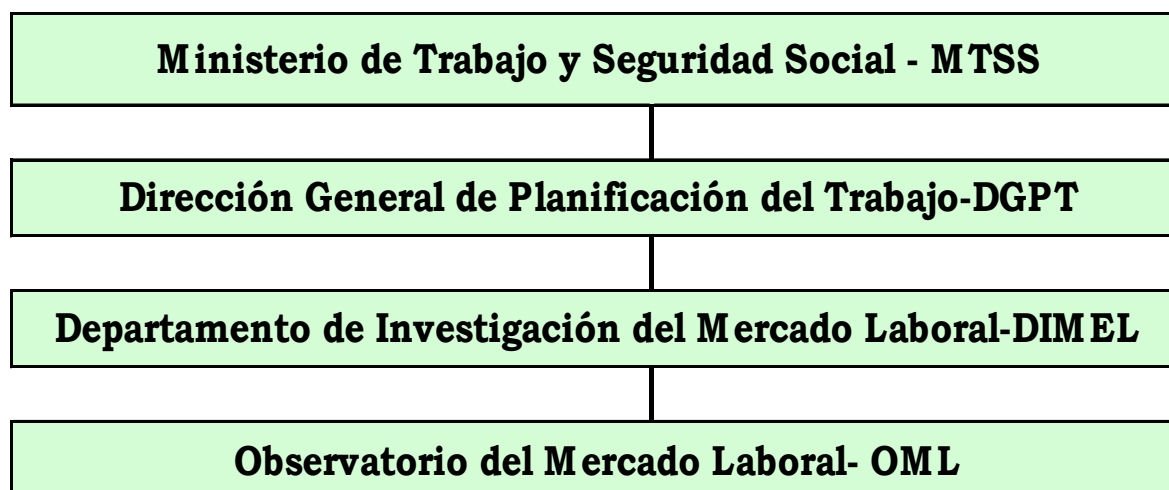 Ministerio de Trabajo y Seguridad Social - MTSS
Dirección General de Planificación del Trabajo-DGPT
Departamento de Investigación del Mercado Laboral-DIMEL
Observatorio del Mercado Laboral- OML